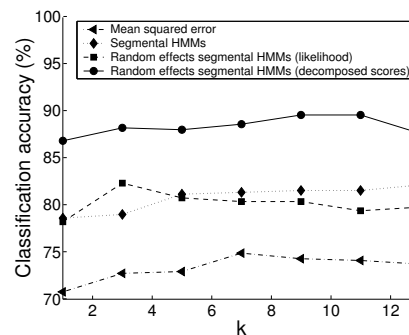 100
95
90
85
80
75
70
Classification accuracy (%)
Mean squared error
Segmental HMMs
Random effects segmental HMMs (likelihood)
Random effects segmental HMMs (decomposed scores)
2 4 6 8 10 12
k